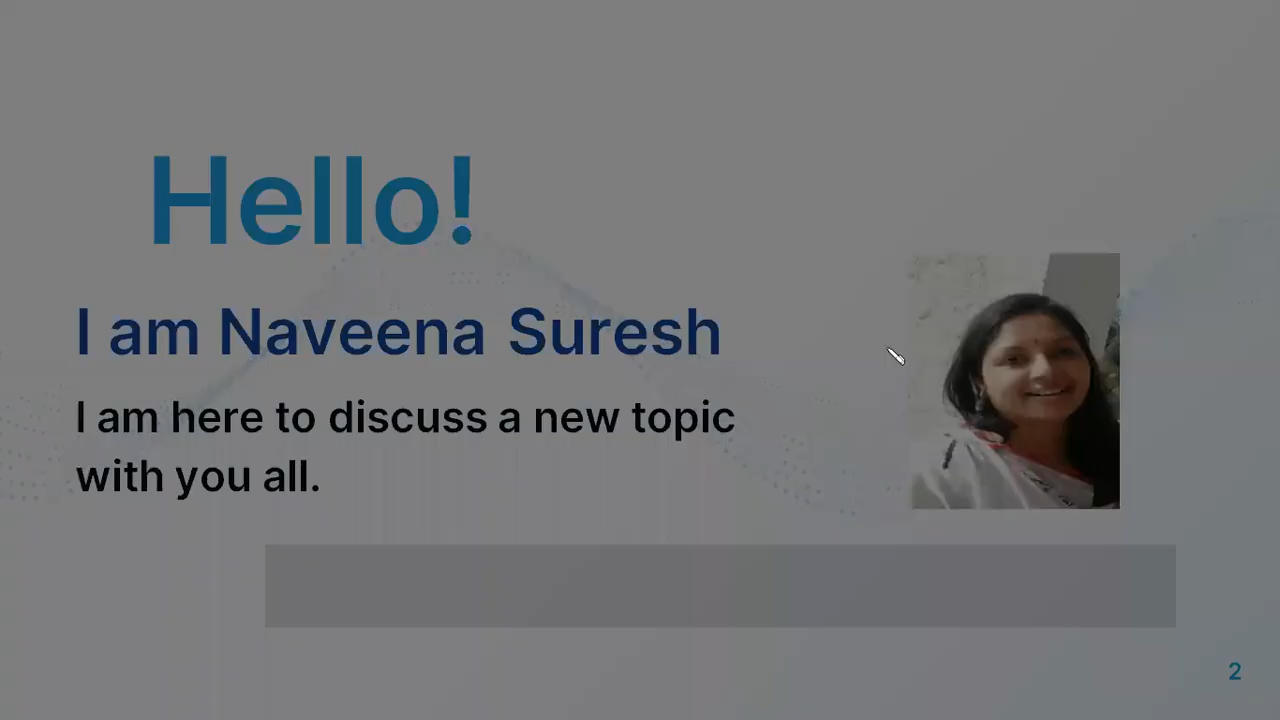 Hello!
I am Naveena Suresh
I am here to discuss a new topic
with you all.
2